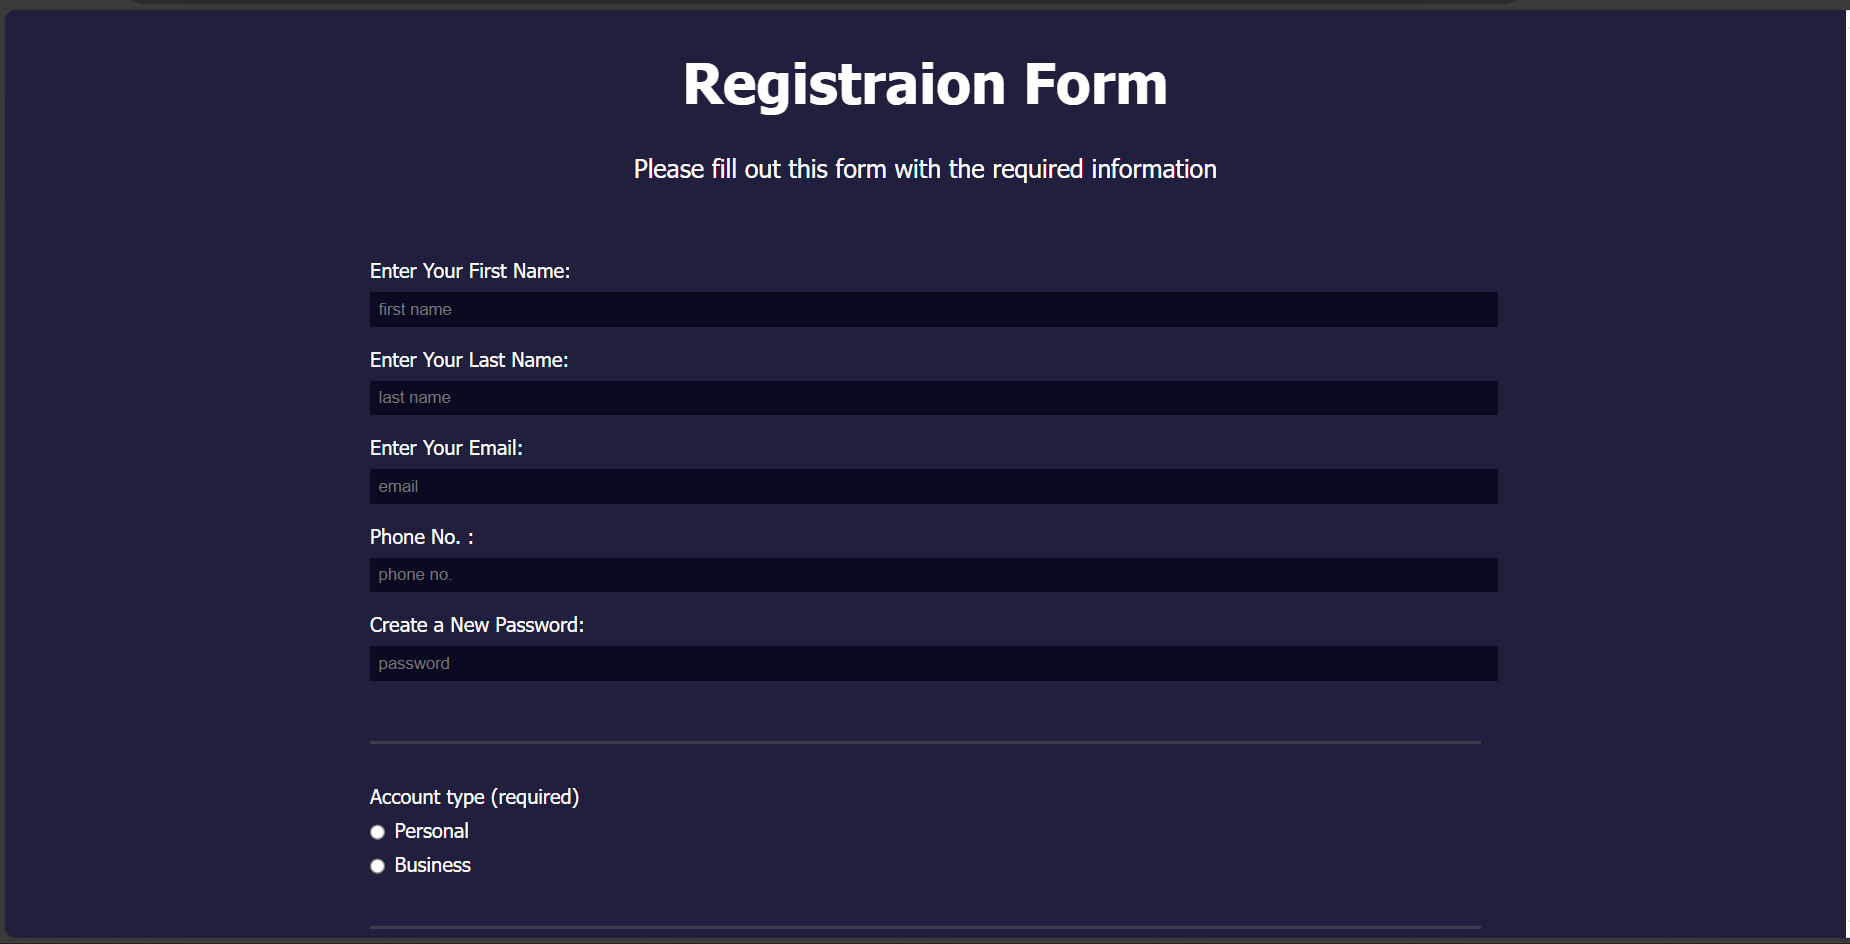 Registraion Form
Please fill out this form with the required information
Enter Your First Name:
first name
Enter Your Last Name:
last name
Enter Your Email:
email
Phone No. :
phone no.
Create a New Password:
password
Account type (required)
Personal
Business